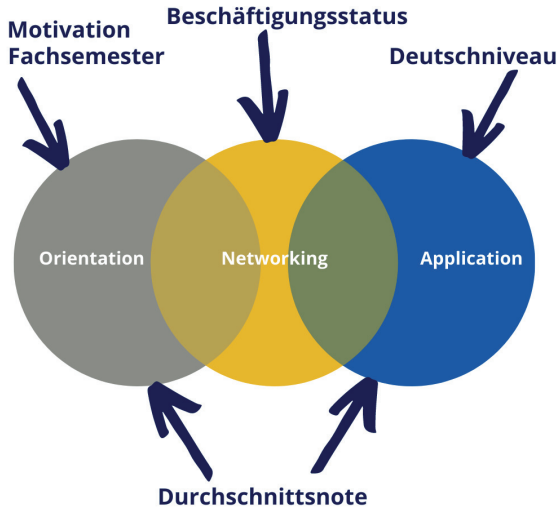 Beschäftigungsstatus
Motivation
Fachsemester
Deutschniveau
Orientation
Networking
Application
Durchschnittsnote